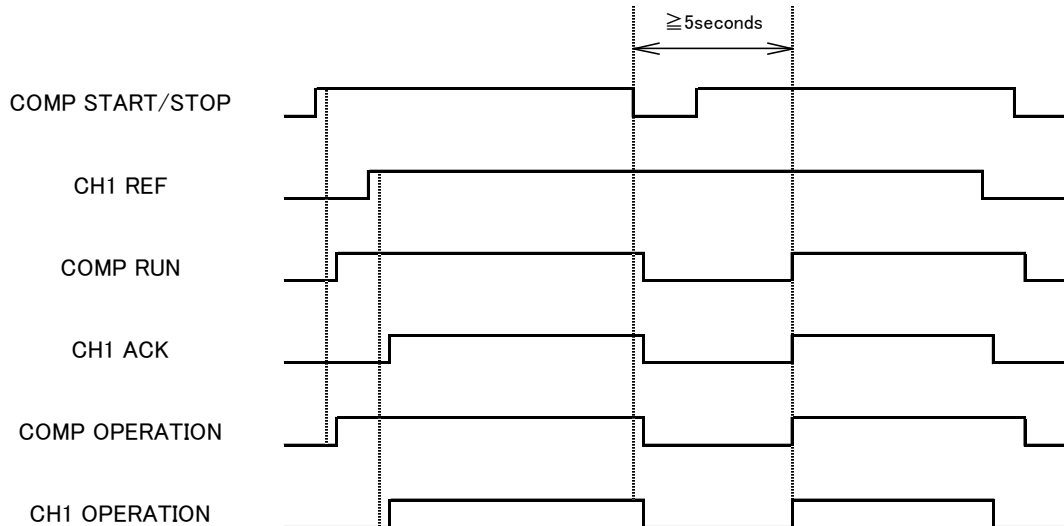 ≧5seconds
COMP START/STOP
CH1 REF
COMP RUN
CH1 ACK
COMP OPERATION
CH1 OPERATION